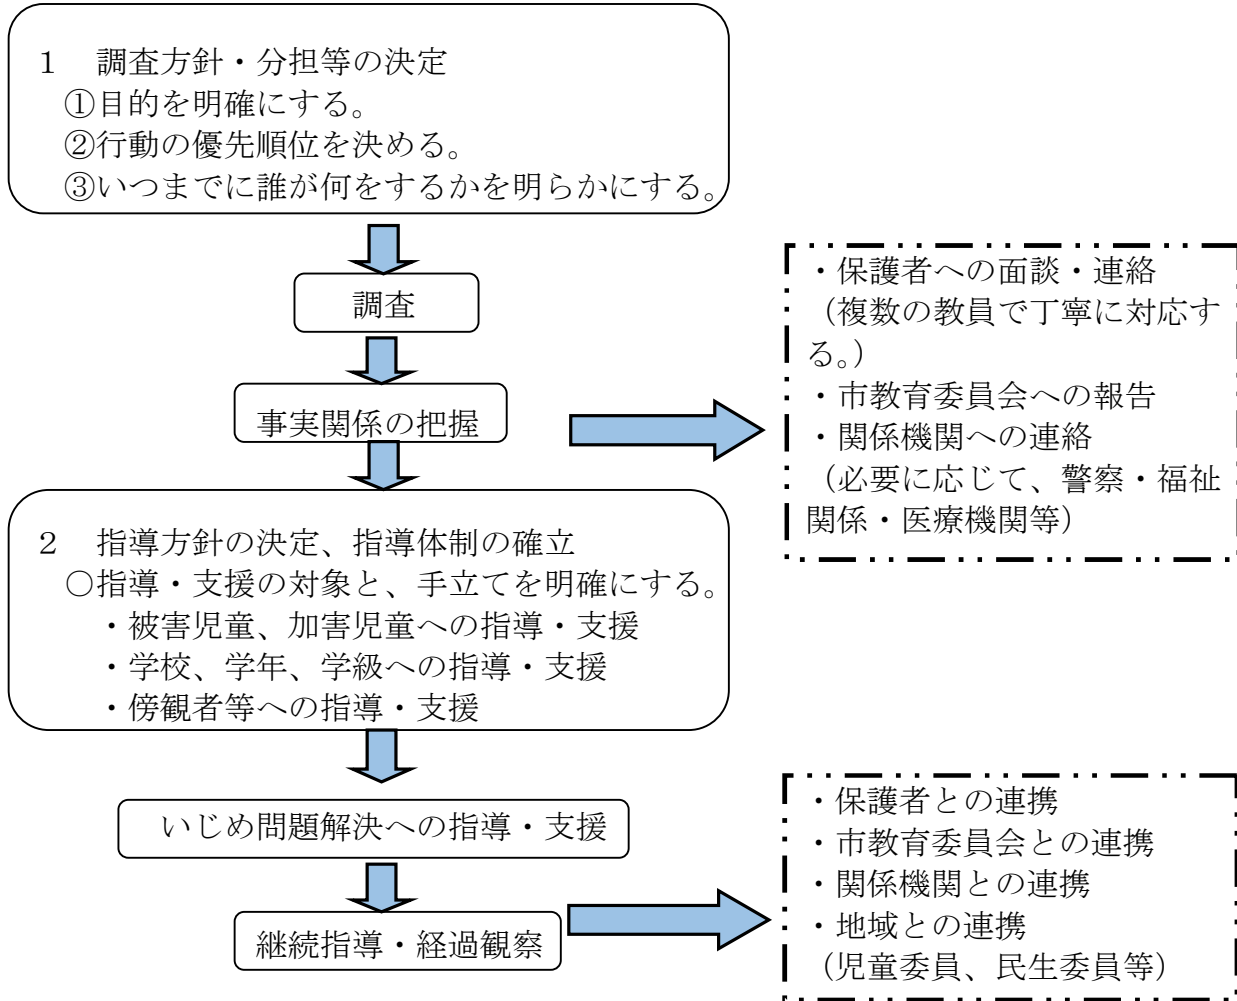 １　調査方針・分担等の決定
①目的を明確にする。
②行動の優先順位を決める。
③いつまでに誰が何をするかを明らかにする。
調査
事実関係の把握
・保護者への面談・連絡
（複数の教員で丁寧に対応す
る。）
・市教育委員会への報告
・関係機関への連絡
（必要に応じて、警察・福祉
関係・医療機関等）
２　指導方針の決定、指導体制の確立
○指導・支援の対象と、手立てを明確にする。
・被害児童、加害児童への指導・支援
・学校、学年、学級への指導・支援
・傍観者等への指導・支援
いじめ問題解決への指導・支援
継続指導・経過観察
・保護者との連携
・市教育委員会との連携
・関係機関との連携
・地域との連携
（児童委員、民生委員等）